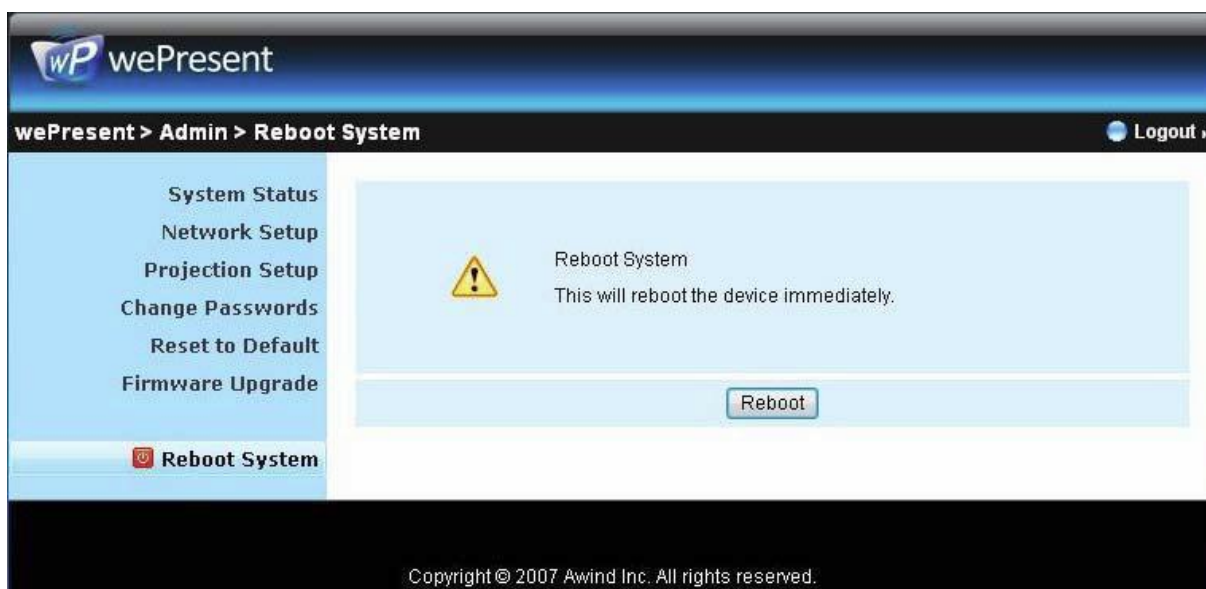 wP wePresent
wePresent > Admin > Reboot System
Logout
System Status
Network Setup
Projection Setup
Change Passwords
Reset to Default
Firmware Upgrade
Reboot System
Reboot System
This will reboot the device immediately.
Reboot
Copyright © 2007 Awind Inc. All rights reserved.